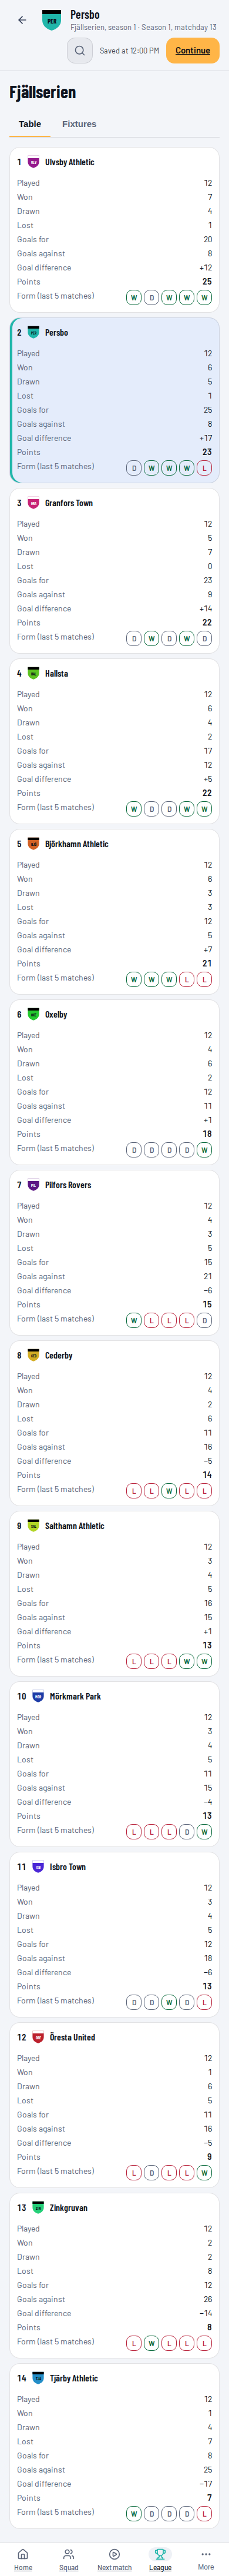 PER
Persbo
Fjällserien, season 1 · Season 1, matchday 13
Saved at 12:00 PM
Continue
Fjällserien
Table
Fixtures
1 Ulvsby Athletic
Played 12
Won 7
Drawn 4
Lost 1
Goals for 20
Goals against 8
Goal difference +12
Points 25
Form (last 5 matches) W D W W W
2 Persbo
Played 12
Won 6
Drawn 5
Lost 1
Goals for 25
Goals against 8
Goal difference +17
Points 23
Form (last 5 matches) D W W W L
3 Granfors Town
Played 12
Won 5
Drawn 7
Lost 0
Goals for 23
Goals against 9
Goal difference +14
Points 22
Form (last 5 matches) D W D W D
4 Hallsta
Played 12
Won 6
Drawn 4
Lost 2
Goals for 17
Goals against 12
Goal difference +5
Points 22
Form (last 5 matches) W D D W W
5 Björkhamn Athletic
Played 12
Won 6
Drawn 3
Lost 3
Goals for 12
Goals against 5
Goal difference +7
Points 21
Form (last 5 matches) W W W L L
6 Oxelby
Played 12
Won 4
Drawn 6
Lost 2
Goals for 12
Goals against 11
Goal difference +1
Points 18
Form (last 5 matches) D D D D W
7 Pilfors Rovers
Played 12
Won 4
Drawn 3
Lost 5
Goals for 15
Goals against 21
Goal difference −6
Points 15
Form (last 5 matches) W L L L D
8 Cederby
Played 12
Won 4
Drawn 2
Lost 6
Goals for 11
Goals against 16
Goal difference −5
Points 14
Form (last 5 matches) L L W L L
9 Salthamn Athletic
Played 12
Won 3
Drawn 4
Lost 5
Goals for 16
Goals against 15
Goal difference +1
Points 13
Form (last 5 matches) L L L W W
10 Mörkmark Park
Played 12
Won 3
Drawn 4
Lost 5
Goals for 11
Goals against 15
Goal difference −4
Points 13
Form (last 5 matches) L L L D W
11 Isbro Town
Played 12
Won 3
Drawn 4
Lost 5
Goals for 12
Goals against 18
Goal difference −6
Points 13
Form (last 5 matches) D D W D L
12 Öresta United
Played 12
Won 1
Drawn 6
Lost 5
Goals for 11
Goals against 16
Goal difference −5
Points 9
Form (last 5 matches) L D L L W
13 Zinkgruvan
Played 12
Won 2
Drawn 2
Lost 8
Goals for 12
Goals against 26
Goal difference −14
Points 8
Form (last 5 matches) L W L L L
14 Tjärby Athletic
Played 12
Won 1
Drawn 4
Lost 7
Goals for 8
Goals against 25
Goal difference −17
Points 7
Form (last 5 matches) W D D D L
Home Squad Next match League More